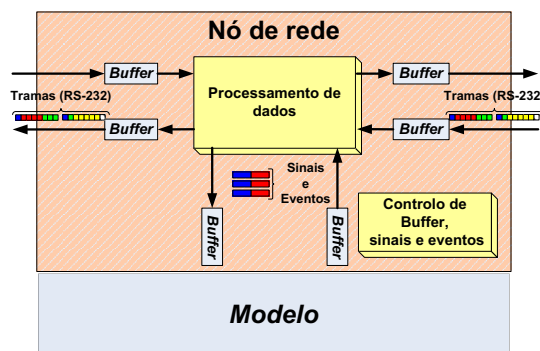 Nó de rede
Buffer
Buffer
Processamento de
dados
Tramas (RS-232)
Tramas (RS-232
Buffer
Buffer
Sinais
e
Eventos
Buffer
Buffer
Controlo de
Buffer,
sinais e eventos
Modelo